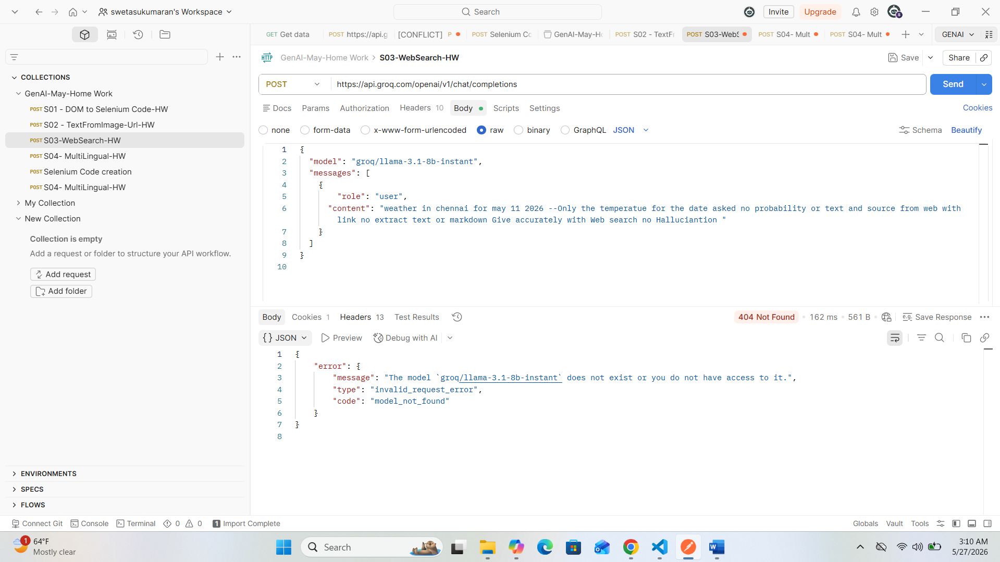 swetasukumaran's Workspace
Search
Invite
Upgrade
GET Get data
POST https://api.g
[CONFLICT] P
POST Selenium Cc
GenAI-May-Hc
POST S02 - TextFr
POST S03-WebS
POST S04- Mult
POST S04- Mult
GENAI
COLLECTIONS
GenAI-May-Home Work
POST S01 - DOM to Selenium Code-HW
POST S02 - TextFromImage-Url-HW
POST S03-WebSearch-HW
POST S04- MultiLingual-HW
POST Selenium Code creation
POST S04- MultiLingual-HW
My Collection
New Collection
Collection is empty
Add a request or folder to structure your API workflow.
Add request
Add folder
ENVIRONMENTS
SPECS
FLOWS
HTTP GenAI-May-Home Work > S03-WebSearch-HW
Save
Share
POST https://api.groq.com/openai/v1/chat/completions
Send
Docs Params Authorization Headers 10 Body Scripts Settings
Cookies
none form-data x-www-form-urlencoded raw binary GraphQL JSON
Schema Beautify
1 {
2 "model": "groq/llama-3.1-8b-instant",
3 "messages": [
4 {
5 "role": "user",
6 "content": "weather in chennai for may 11 2026 --Only the temperatue for the date asked no probability or text and source from web with
link no extract text or markdown Give accurately with Web search no Halluciantion "
7 }
8 ]
9 }
10
Body Cookies 1 Headers 13 Test Results
404 Not Found 162 ms 561 B e.g. Save Response
{} JSON Preview Debug with AI
1 {
2 "error": {
3 "message": "The model `groq/llama-3.1-8b-instant` does not exist or you do not have access to it.",
4 "type": "invalid_request_error",
5 "code": "model_not_found"
6 }
7 }
8
Connect Git Console Terminal 0 0 1 Import Complete
Globals Vault Tools
1 64°F
Mostly clear
Search
3:10 AM
5/27/2026